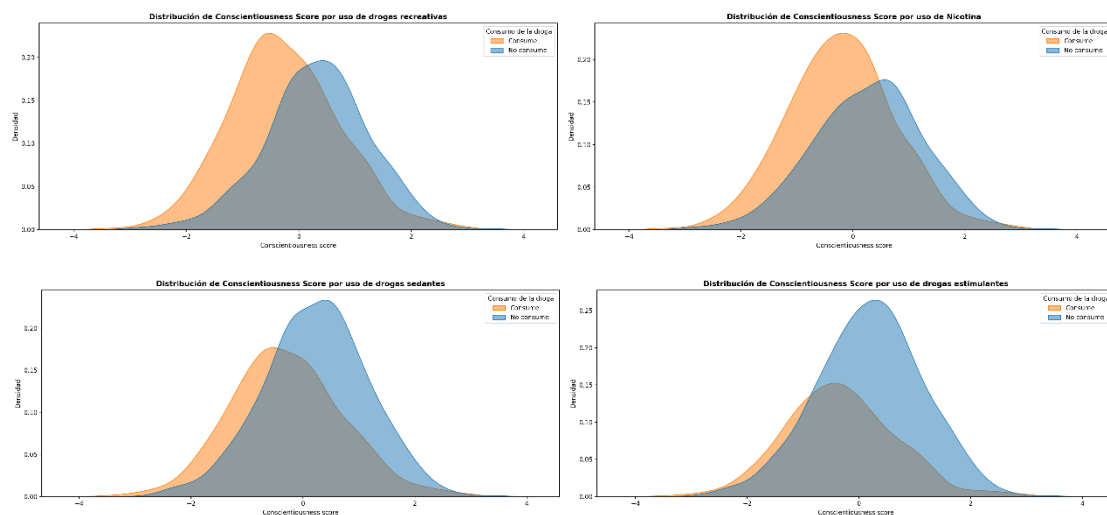 Distribución de Conscientiousness Score por uso de drogas recreativas
Consumo de la droga
Consume
No consume
0.20
0.15
0.10
0.05
0.00
Densidad
-4
-2
0
2
4
Conscientiousness score
Distribución de Conscientiousness Score por uso de Nicotina
Consumo de la droga
Consume
No consume
0.20
0.15
0.10
0.05
0.00
Densidad
-4
-2
0
2
4
Conscientiousness score
Distribución de Conscientiousness Score por uso de drogas sedantes
Consumo de la droga
Consume
No consume
0.20
0.15
0.10
0.05
0.00
Densidad
-4
-2
0
2
4
Conscientiousness score
Distribución de Conscientiousness Score por uso de drogas estimulantes
Consumo de la droga
Consume
No consume
0.25
0.20
0.15
0.10
0.05
0.00
Densidad
-4
-2
0
2
4
Conscientiousness score